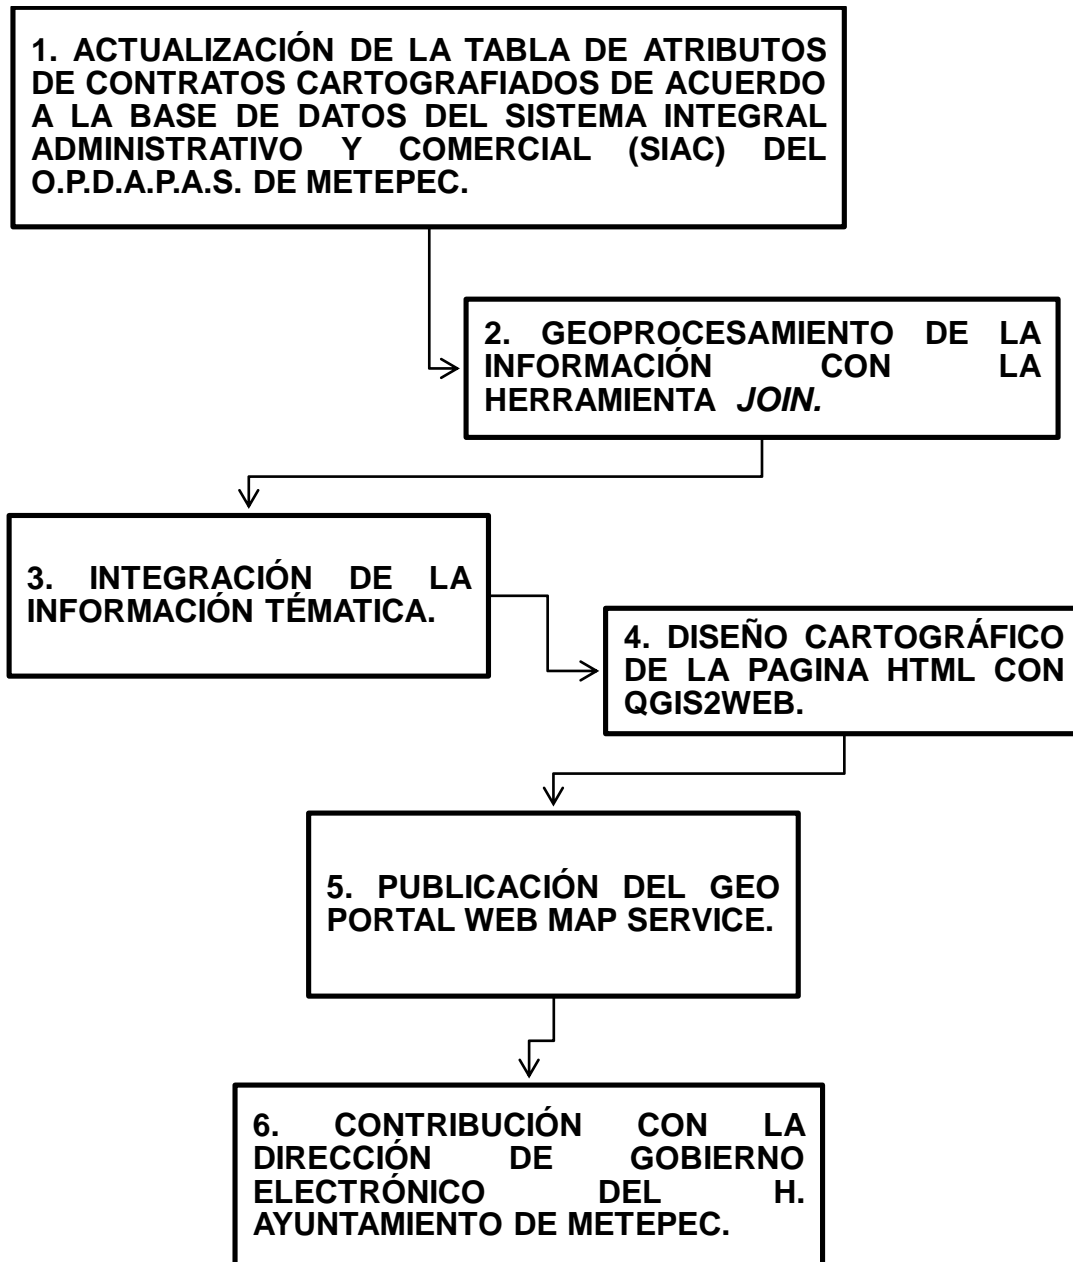 1. ACTUALIZACIÓN DE LA TABLA DE ATRIBUTOS
DE CONTRATOS CARTOGRAFIADOS DE ACUERDO
A LA BASE DE DATOS DEL SISTEMA INTEGRAL
ADMINISTRATIVO Y COMERCIAL (SIAC) DEL
O.P.D.A.P.A.S. DE METEPEC.
2. GEOPROCESAMIENTO DE LA
INFORMACIÓN CON LA
HERRAMIENTA JOIN.
3. INTEGRACIÓN DE LA
INFORMACIÓN TÉMATICA.
4. DISEÑO CARTOGRÁFICO
DE LA PAGINA HTML CON
QGIS2WEB.
5. PUBLICACIÓN DEL GEO
PORTAL WEB MAP SERVICE.
6. CONTRIBUCIÓN CON LA
DIRECCIÓN DE GOBIERNO
ELECTRÓNICO DEL H.
AYUNTAMIENTO DE METEPEC.